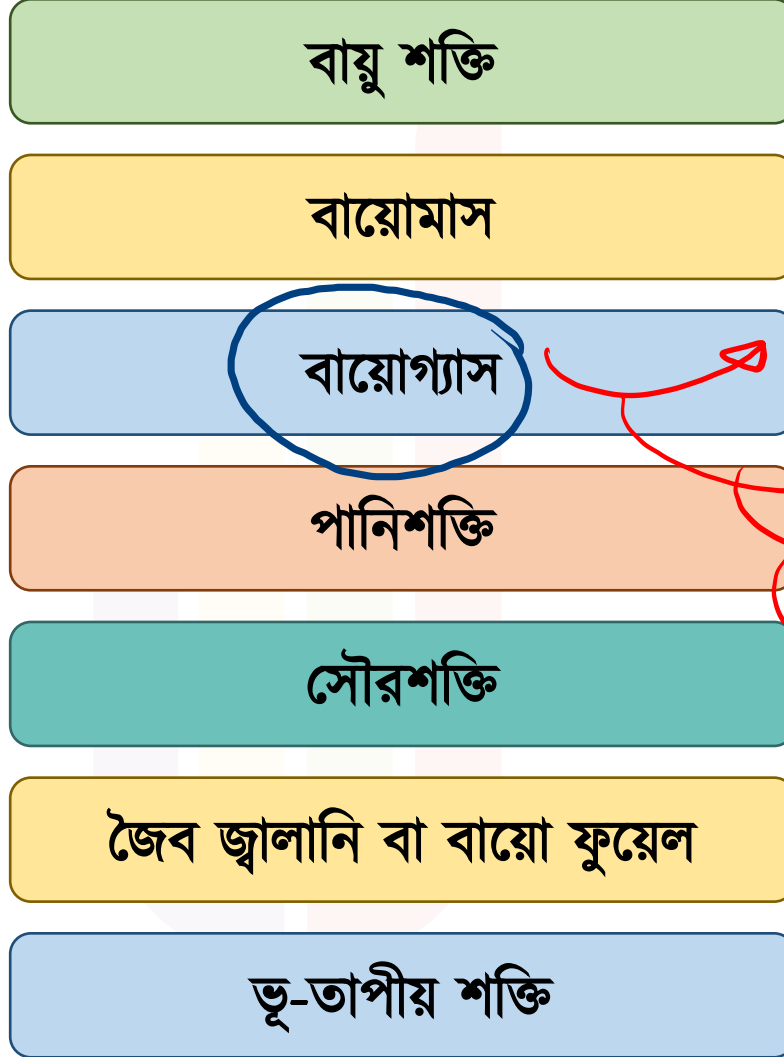 বায়ু শক্তি
বায়োমাস
বায়োগ্যাস
পানিশক্তি
সৌরশক্তি
জৈব জ্বালানি বা বায়ো ফুয়েল
ভূ-তাপীয় শক্তি